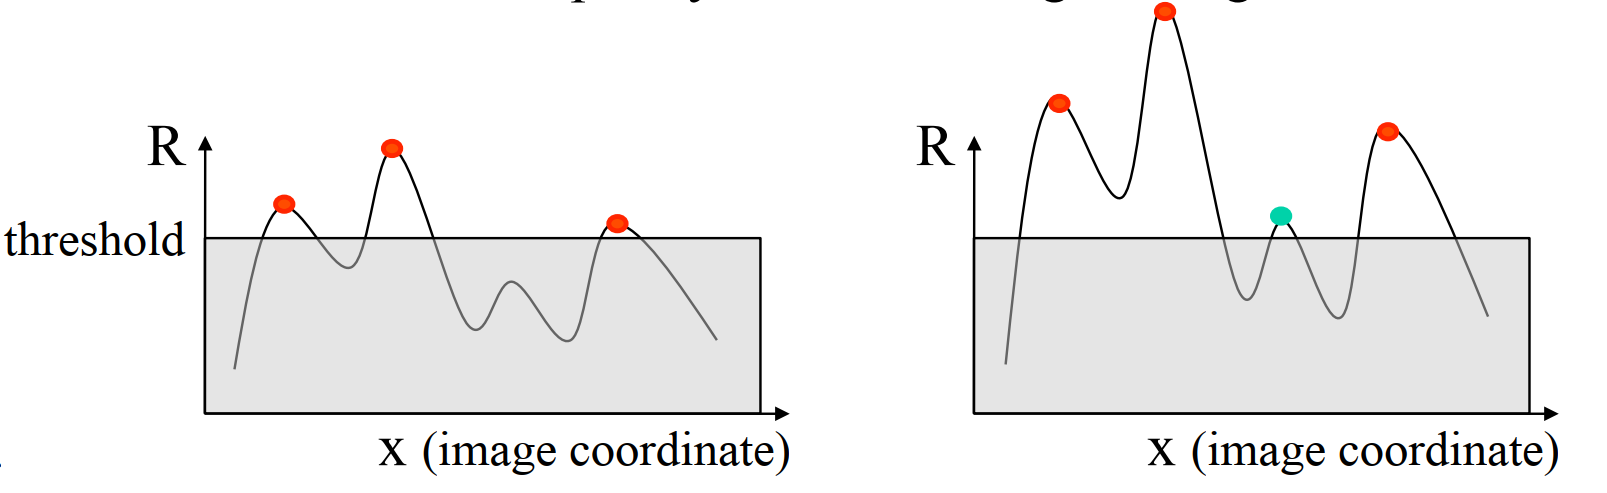 R
R
threshold
x (image coordinate)
x (image coordinate)